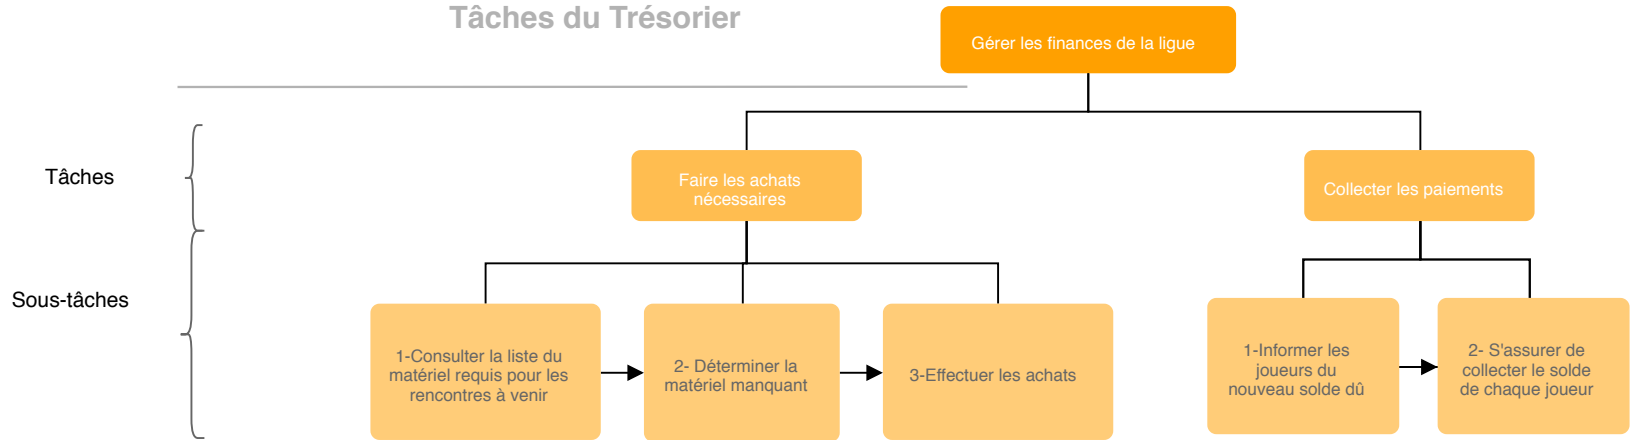 Tâches du Trésorier
Gérer les finances de la ligue
Tâches
Faire les achats
nécessaires
Collecter les paiements
Sous-tâches
1-Consulter la liste du
matériel requis pour les
rencontres à venir
2- Déterminer la
matériel manquant
3-Effectuer les achats
1-Informer les
joueurs du
nouveau solde dû
2- S'assurer de
collecter le solde
de chaque joueur